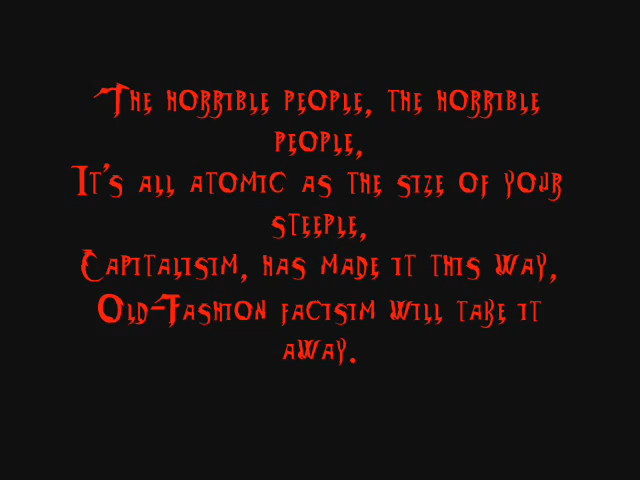 The horrible people, the horrible
people,
It's all atomic as the size of your
steeple,
Capitalisim, has made it this way,
Old-Fashion facisim will take it
away.